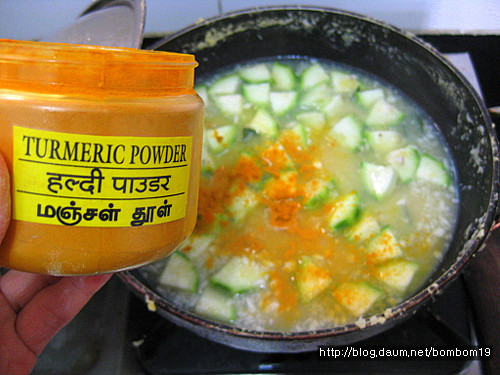 TURMERIC POWDER
हल्दी पाउडर
மஞ்சள் தூள்
http://blog.daum.net/bombom19